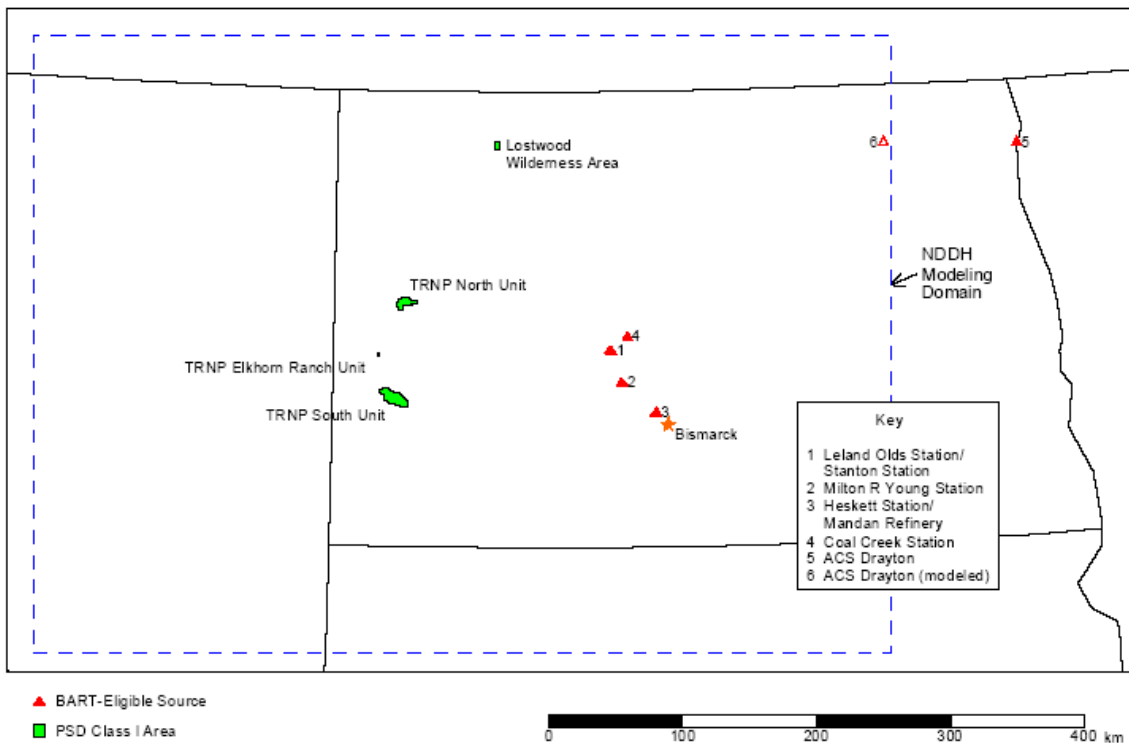 Lostwood
Wilderness Area
6
5
NDDH
Modeling
Domain
TRNP North Unit
4
1
TRNP Elkhorn Ranch Unit
2
TRNP South Unit
3
Bismarck
Key
1 Leland Olds Station/
Stanton Station
2 Milton R Young Station
3 Heskett Station/
Mandan Refinery
4 Coal Creek Station
5 ACS Drayton
6 ACS Drayton (modeled)
BART-Eligible Source
PSD Class I Area
0 100 200 300 400 km